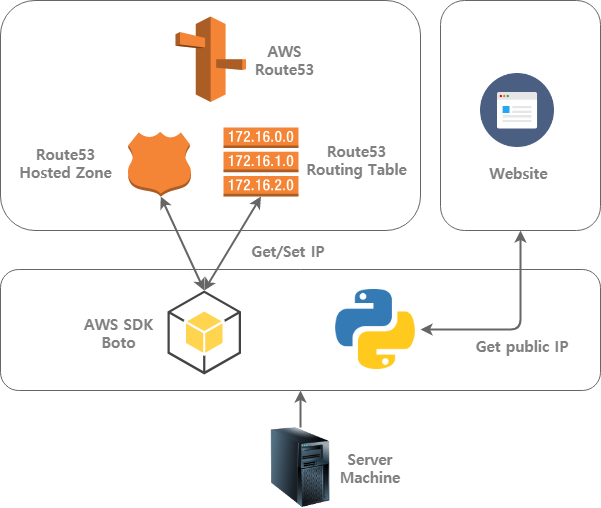 AWS
Route53
Route53
Hosted Zone
172.16.0.0
172.16.1.0
172.16.2.0
Route53
Routing Table
Website
Get/Set IP
AWS SDK
Boto
Get public IP
Server
Machine